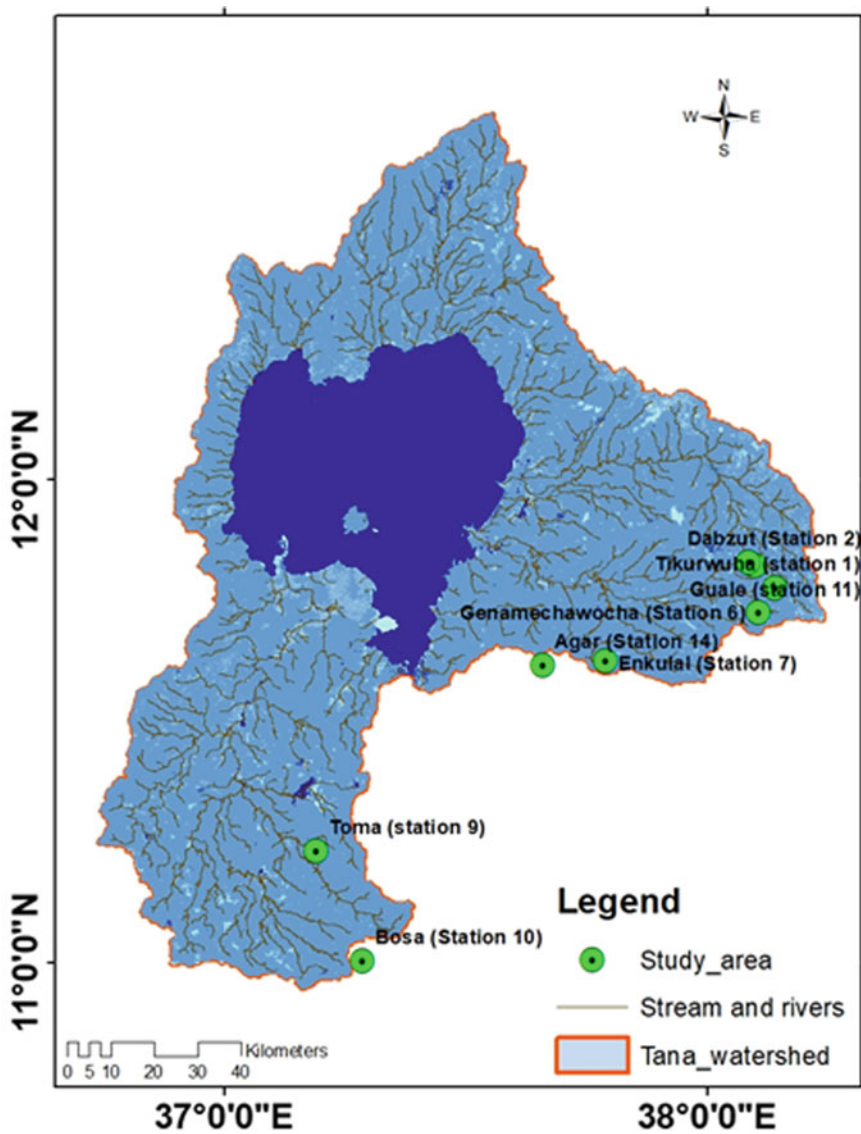 N
W E
S
12°0'0"N
Dabzut (Station 2)
Tikurwuha (station 1)
Guale (station 11)
Genamechawocha (Station 6)
Agar (Station 14)
Enkulal (Station 7)
Toma (station 9)
Bosa (Station 10)
11°0'0"N
Legend
Study_area
Stream and rivers
Tana_watershed
Kilometers
0 5 10 20 30 40
37°0'0"E 38°0'0"E